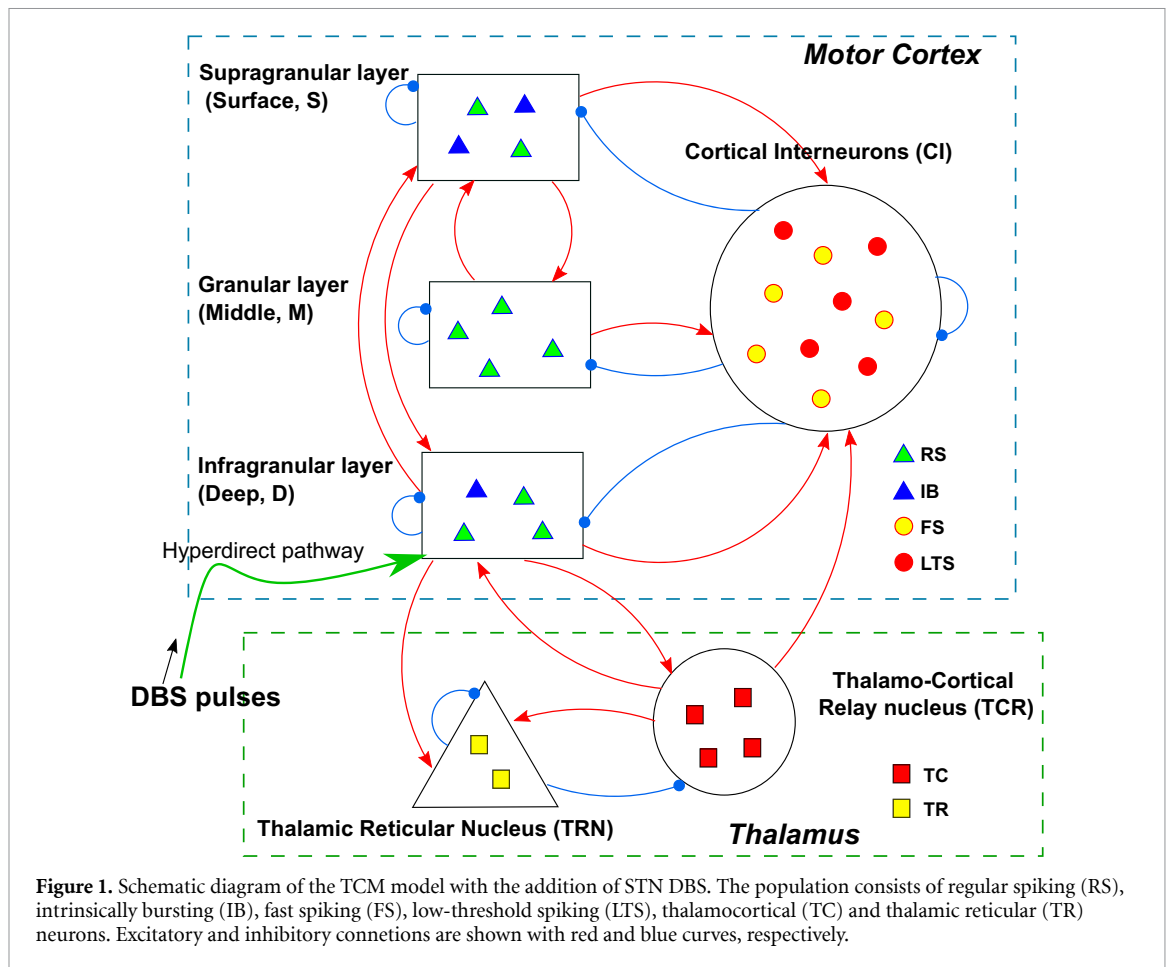 Motor Cortex
Supragranular layer
(Surface, S)
Cortical Interneurons (CI)
Granular layer
(Middle, M)
Infragranular layer
(Deep, D)
RS
IB
FS
LTS
Hyperdirect pathway
DBS pulses
Thalamo-Cortical
Relay nucleus (TCR)
TC
TR
Thalamic Reticular Nucleus (TRN)
Thalamus
Figure 1. Schematic diagram of the TCM model with the addition of STN DBS. The population consists of regular spiking (RS),
intrinsically bursting (IB), fast spiking (FS), low-threshold spiking (LTS), thalamocortical (TC) and thalamic reticular (TR)
neurons. Excitatory and inhibitory connetions are shown with red and blue curves, respectively.